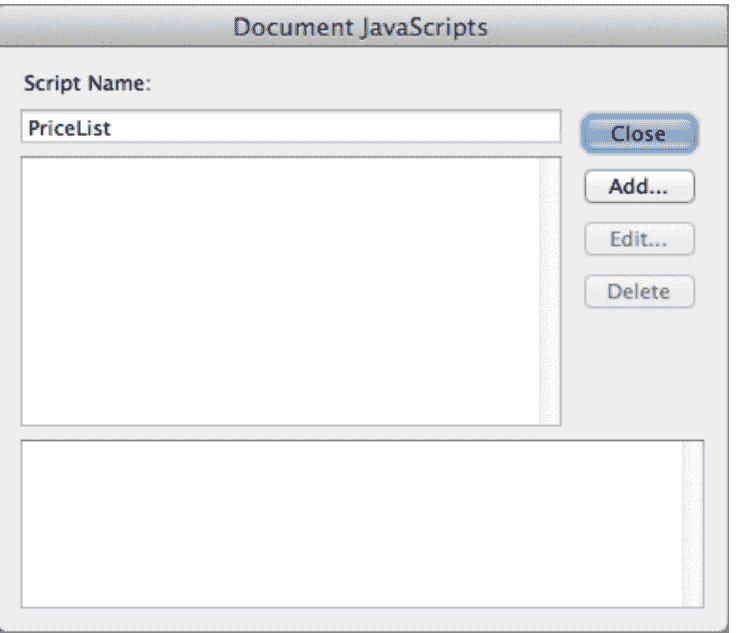 Document JavaScripts
Script Name:
PriceList
Close
Add...
Edit...
Delete